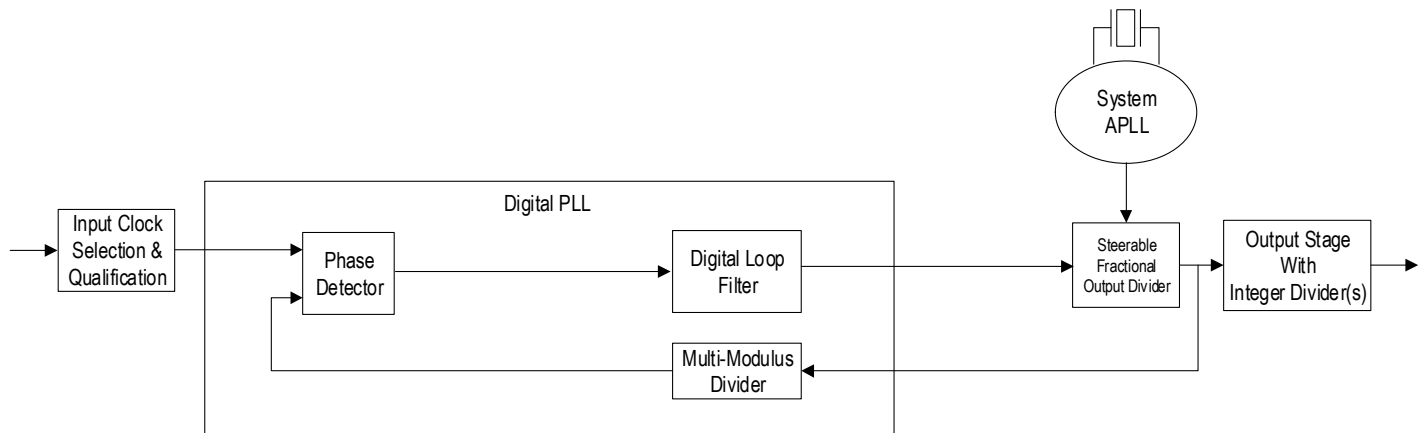 System
APLL
Digital PLL
Input Clock
Selection &
Qualification
Phase
Detector
Digital Loop
Filter
Steerable
Fractional
Output Divider
Output Stage
With
Integer Divider(s)
Multi-Modulus
Divider